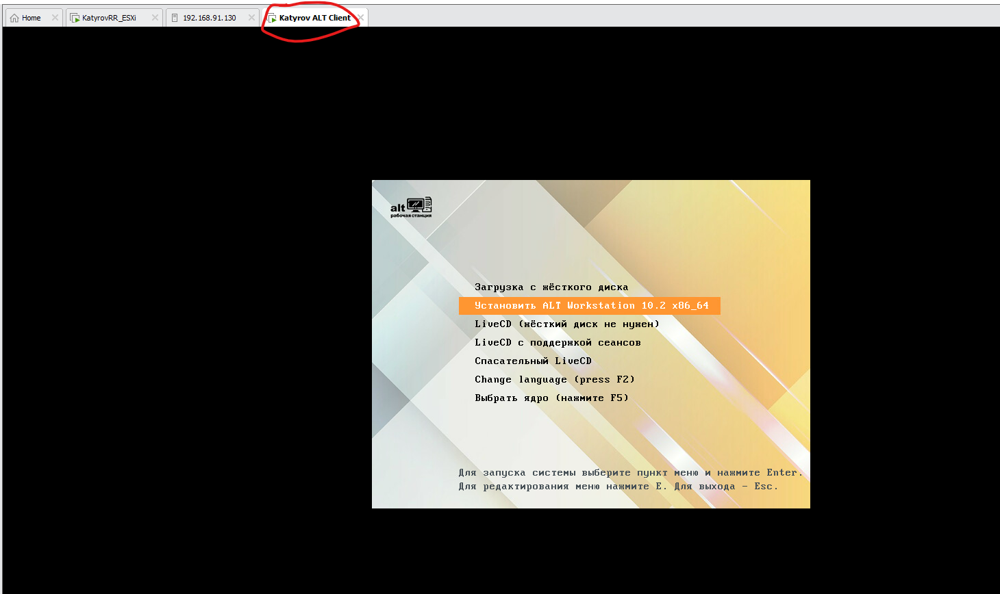 Home
KatyrovRR_ESXi
192.168.91.130
Katyrov ALT Client
alt
рабочая станция
Загрузка с жёсткого диска
Установить ALT Workstation 10.2 x86_64
LiveCD (жёсткий диск не нужен)
LiveCD с поддержкой сеансов
Спасательный LiveCD
Change language (press F2)
Выбрать ядро (нажмите F5)
Для запуска системы выберите пункт меню и нажмите Enter.
Для редактирования меню нажмите E. Для выхода - Esc.